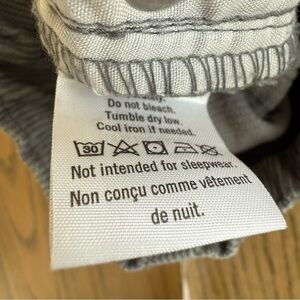 Do not bleach.
Tumble dry low.
Cool iron if needed.
30
Not intended for sleepwear.
Non conçu comme vêtement
de nuit.